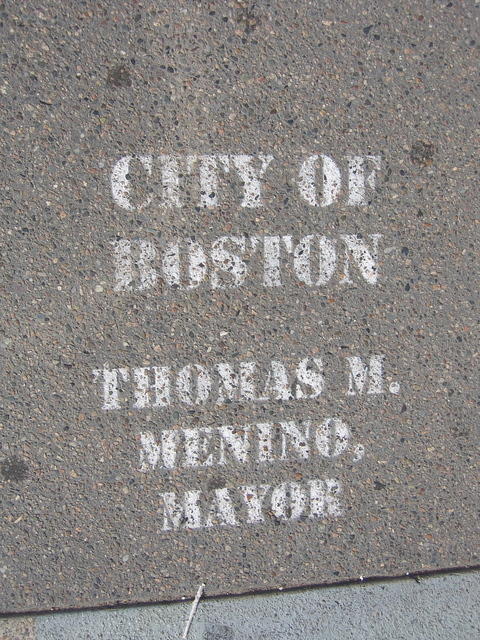 CITY OF
BOSTON
THOMAS M.
MENINO,
MAYOR